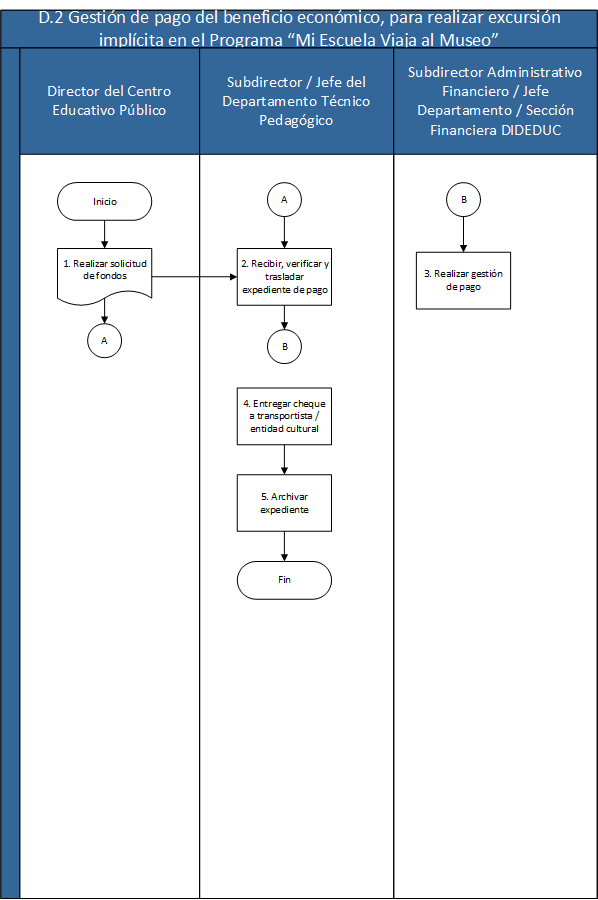 D.2 Gestión de pago del beneficio económico, para realizar excursión
implícita en el Programa “Mi Escuela Viaja al Museo”
Director del Centro
Educativo Público
Subdirector / Jefe del
Departamento Técnico
Pedagógico
Subdirector Administrativo
Financiero / Jefe
Departamento / Sección
Financiera DIDEDUC
Inicio
1. Realizar solicitud
de fondos
A
A
2. Recibir, verificar y
trasladar
expediente de pago
B
4. Entregar cheque
a transportista /
entidad cultural
5. Archivar
expediente
Fin
B
3. Realizar gestión
de pago